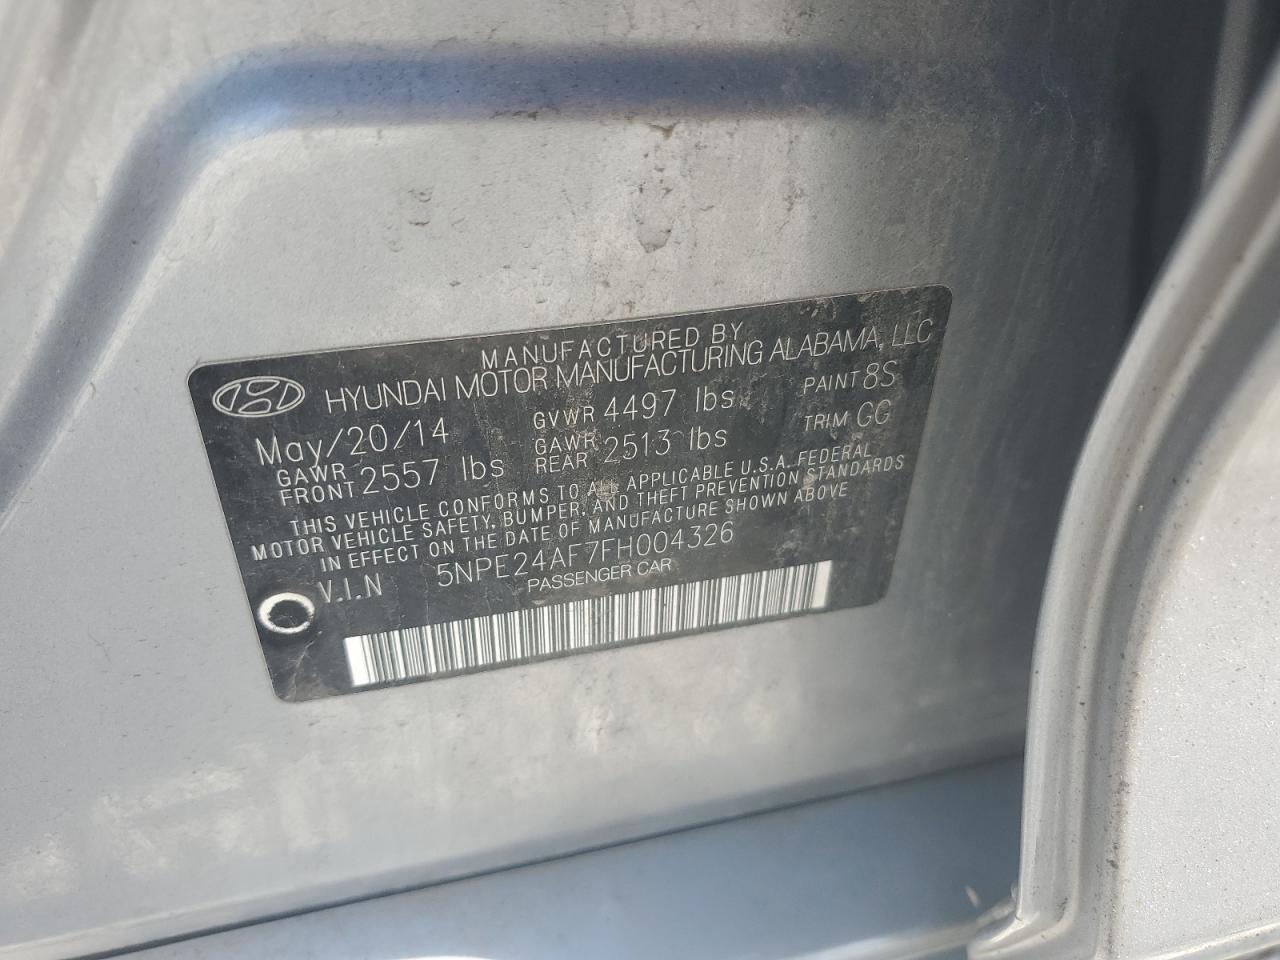 MANUFACTURED BY
HYUNDAI MOTOR MANUFACTURING ALABAMA, LLC
May/20/14 GVWR 4497 lbs PAINT 8S
GAWR FRONT 2557 lbs GAWR REAR 2513 lbs TRIM GG
THIS VEHICLE CONFORMS TO ALL APPLICABLE U.S.A. FEDERAL
MOTOR VEHICLE SAFETY, BUMPER, AND THEFT PREVENTION STANDARDS
IN EFFECT ON THE DATE OF MANUFACTURE SHOWN ABOVE
V.I.N 5NPE24AF7FH004326
PASSENGER CAR